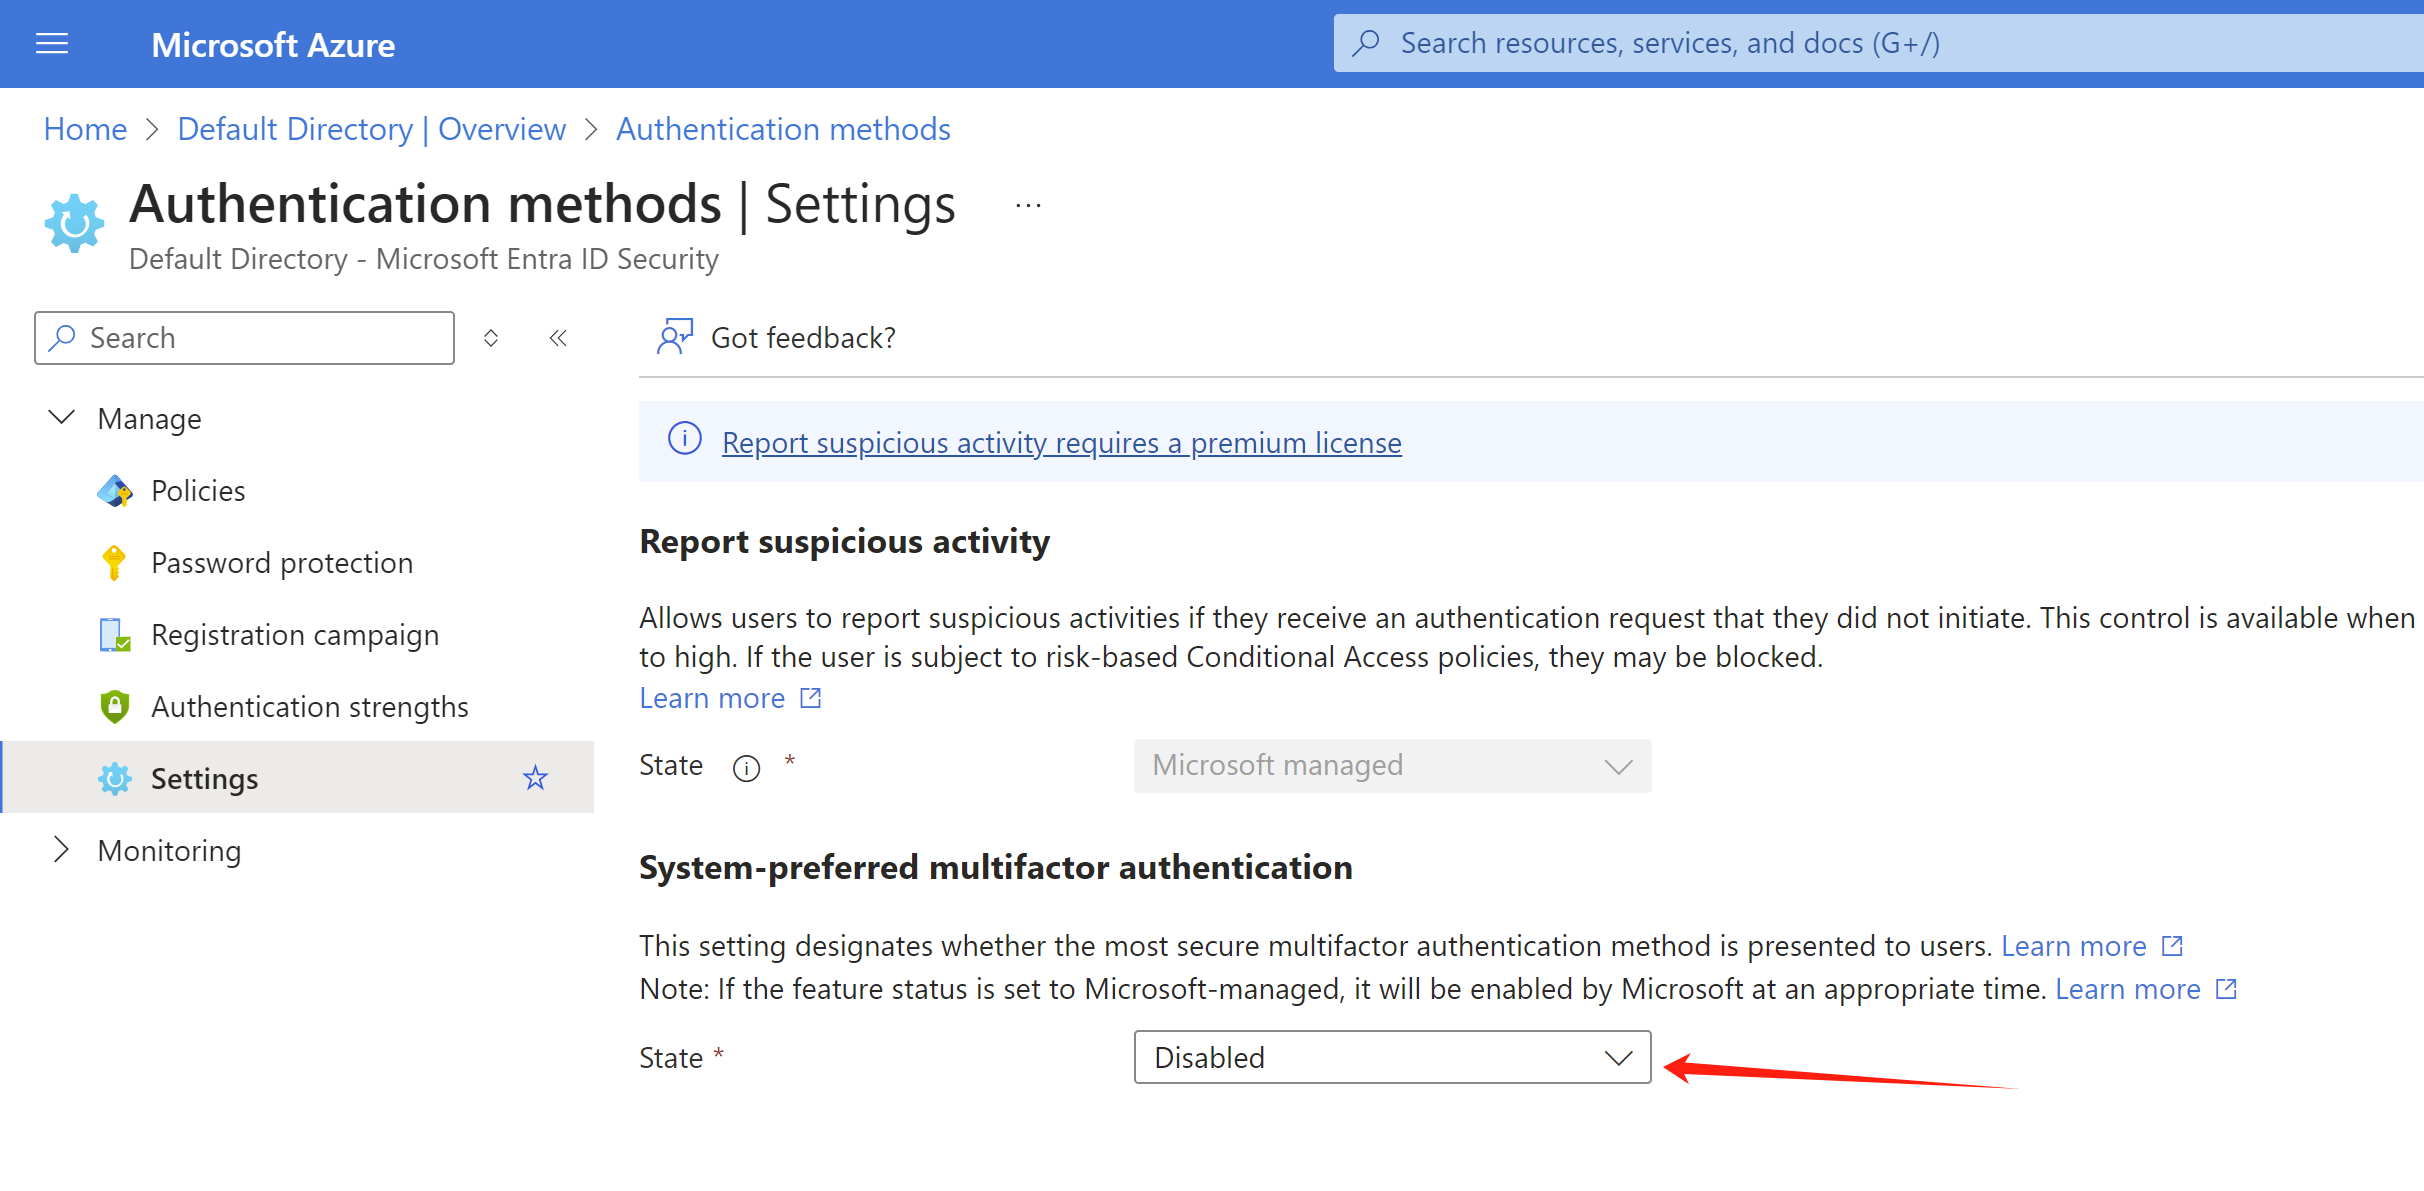 Microsoft Azure
Search resources, services, and docs (G+/)
Home > Default Directory | Overview > Authentication methods
Authentication methods | Settings ...
Default Directory - Microsoft Entra ID Security
Search
Got feedback?
Manage
Policies
Password protection
Registration campaign
Authentication strengths
Settings
Monitoring
Report suspicious activity requires a premium license
Report suspicious activity
Allows users to report suspicious activities if they receive an authentication request that they did not initiate. This control is available when
to high. If the user is subject to risk-based Conditional Access policies, they may be blocked.
Learn more
State *
Microsoft managed
System-preferred multifactor authentication
This setting designates whether the most secure multifactor authentication method is presented to users. Learn more
Note: If the feature status is set to Microsoft-managed, it will be enabled by Microsoft at an appropriate time. Learn more
State *
Disabled